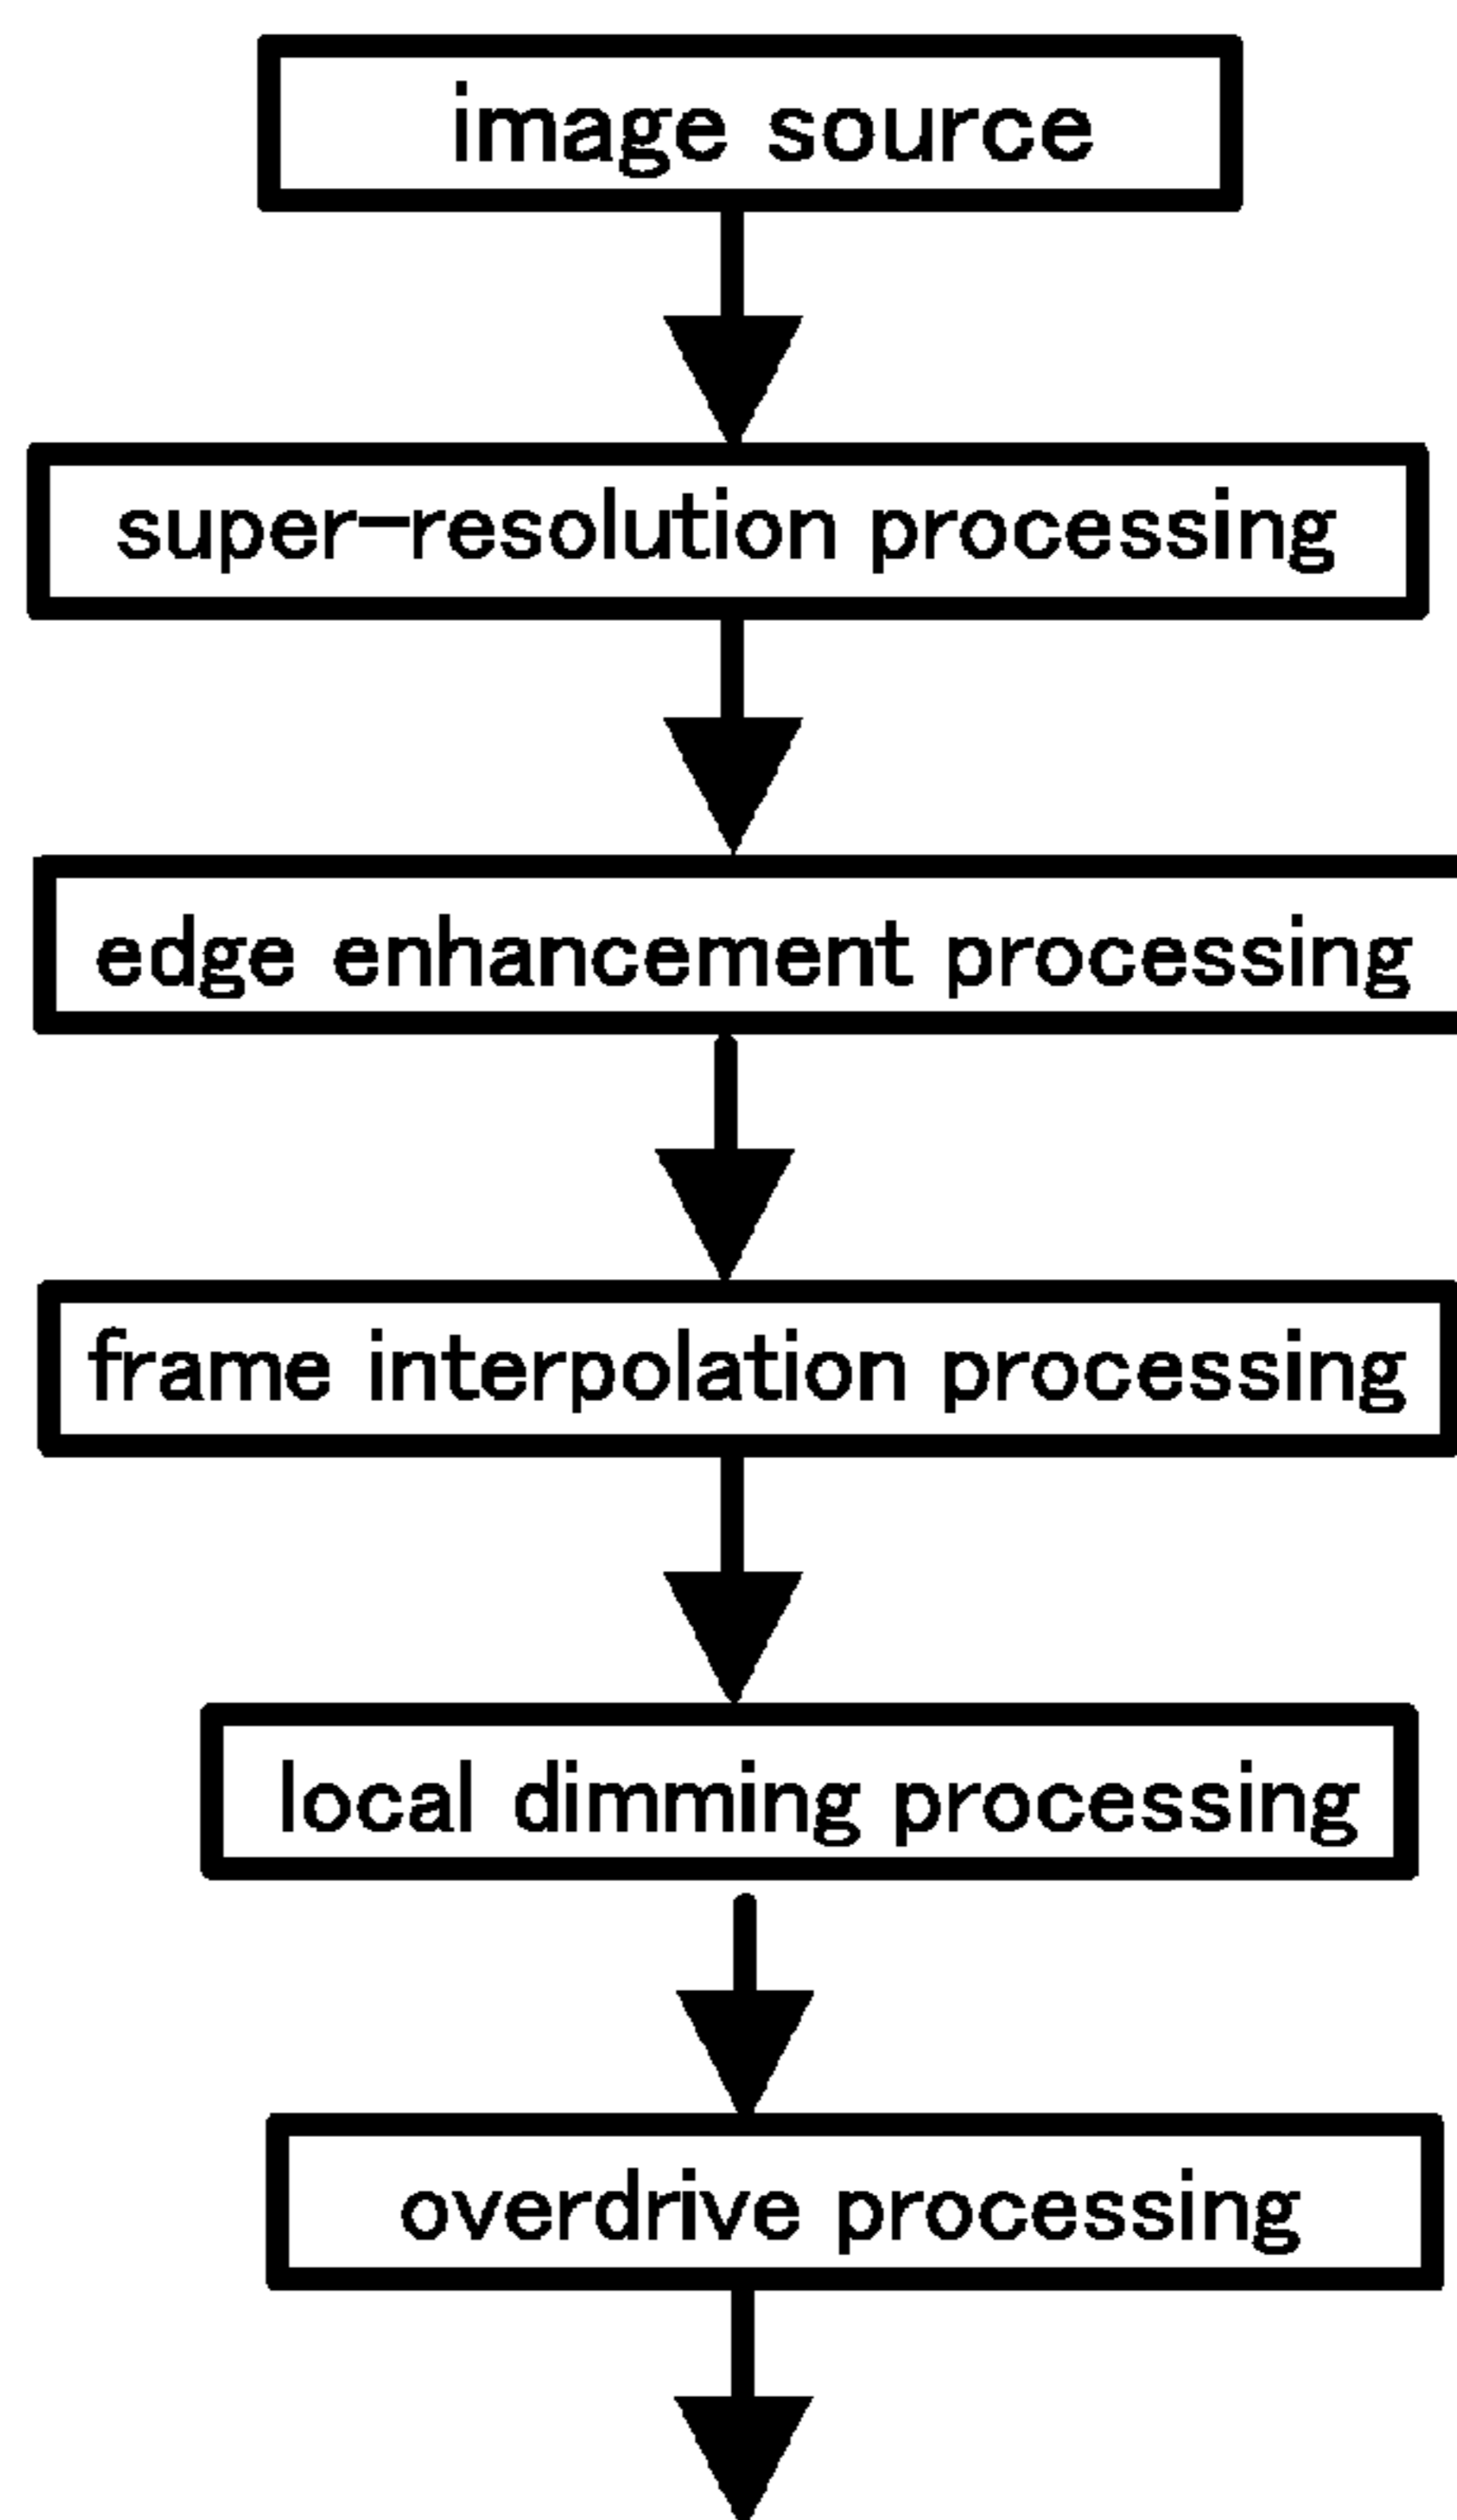 image source
super-resolution processing
edge enhancement processing
frame interpolation processing
local dimming processing
overdrive processing